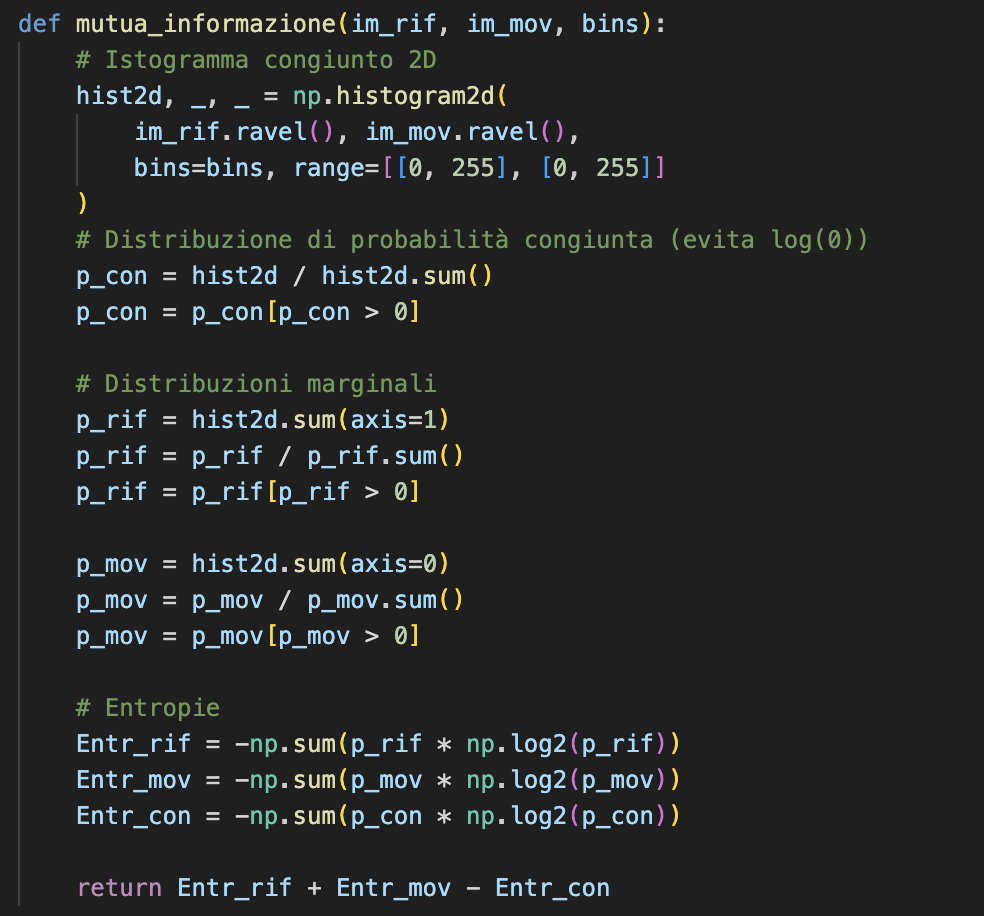 def mutua_informazione(im_rif, im_mov, bins):
    # Istogramma congiunto 2D
    hist2d, _, _ = np.histogram2d(
        im_rif.ravel(), im_mov.ravel(),
        bins=bins, range=[[0, 255], [0, 255]]
    )
    # Distribuzione di probabilità congiunta (evita log(0))
    p_con = hist2d / hist2d.sum()
    p_con = p_con[p_con > 0]

    # Distribuzioni marginali
    p_rif = hist2d.sum(axis=1)
    p_rif = p_rif / p_rif.sum()
    p_rif = p_rif[p_rif > 0]

    p_mov = hist2d.sum(axis=0)
    p_mov = p_mov / p_mov.sum()
    p_mov = p_mov[p_mov > 0]

    # Entropie
    Entr_rif = -np.sum(p_rif * np.log2(p_rif))
    Entr_mov = -np.sum(p_mov * np.log2(p_mov))
    Entr_con = -np.sum(p_con * np.log2(p_con))

    return Entr_rif + Entr_mov - Entr_con